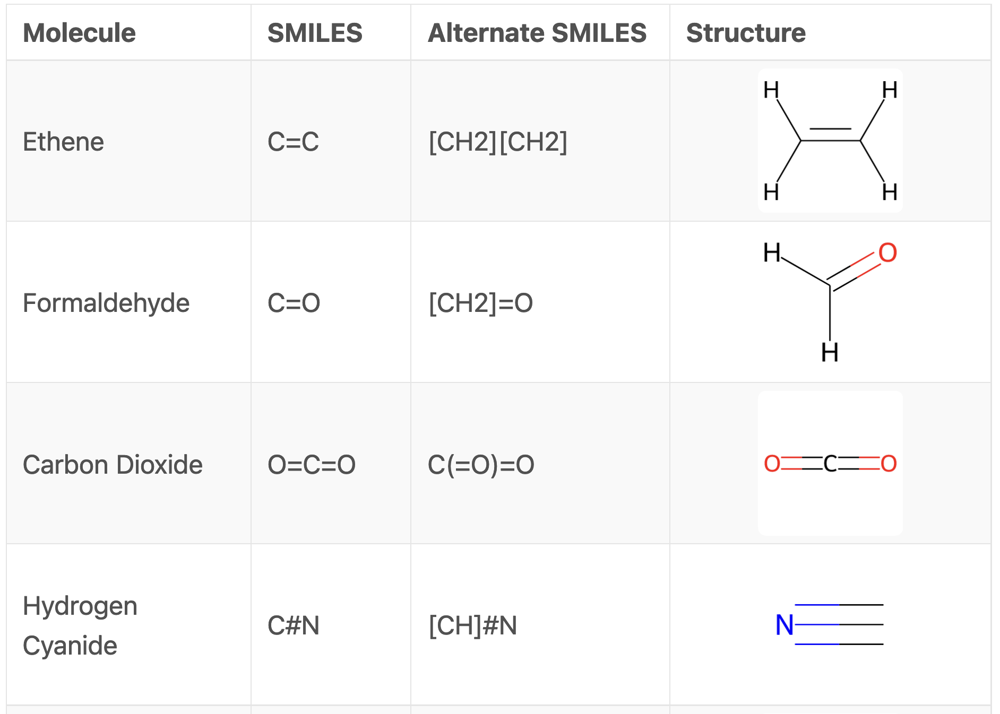 Molecule SMILES Alternate SMILES Structure
H H
Ethene C=C [CH2][CH2]
H H
H O
Formaldehyde C=O [CH2]=O
H
Carbon Dioxide O=C=O C(=O)=O O C O
Hydrogen
Cyanide C#N [CH]#N N